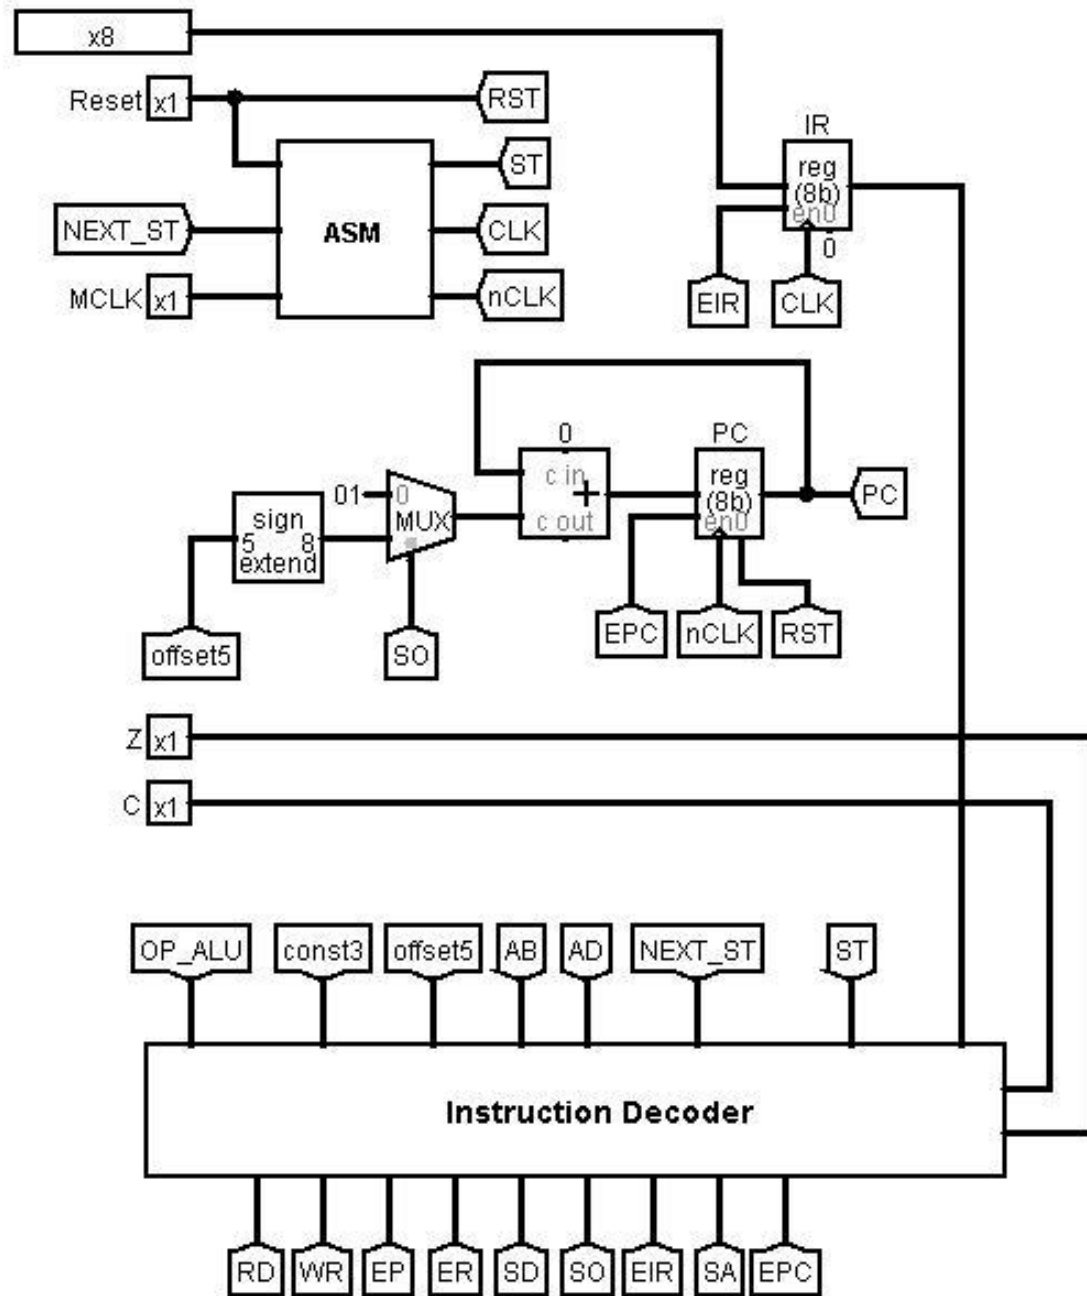 x8
Reset x1
RST
IR
reg
(8b)
en0
0
ST
NEXT_ST
ASM
CLK
MCLK x1
nCLK
EIR
CLK
0
PC
c in
+
c out
reg
(8b)
en0
PC
01
0
MUX
sign
5 8
extend
EPC
nCLK
RST
offset5
SO
Z x1
C x1
OP_ALU const3 offset5 AB AD NEXT_ST ST
Instruction Decoder
RD WR EP ER SD SO EIR SA EPC